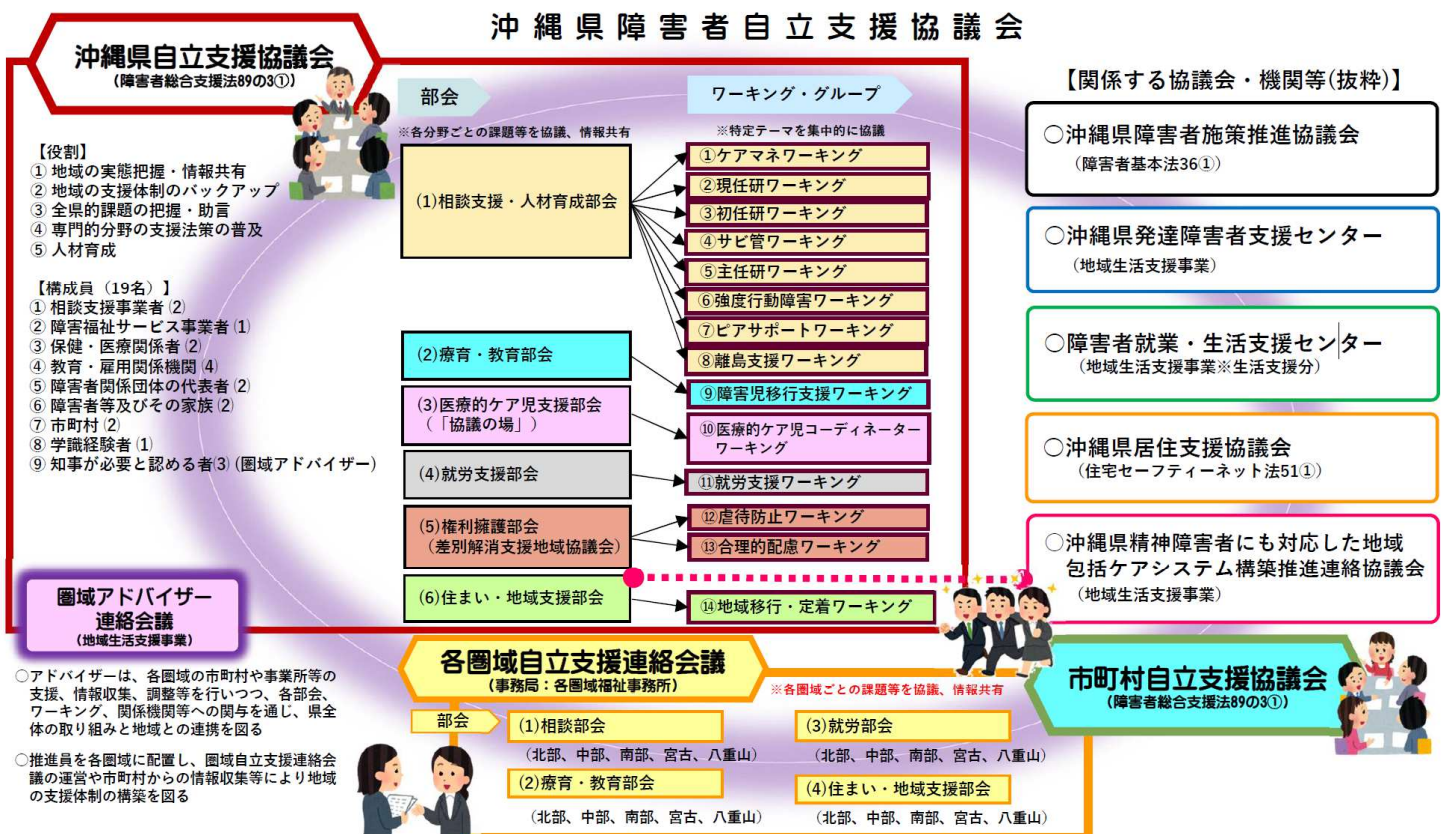 沖縄県障害者自立支援協議会
沖縄県自立支援協議会
(障害者総合支援法89の3①)
【役割】
① 地域の実態把握・情報共有
② 地域の支援体制のバックアップ
③ 全県的課題の把握・助言
④ 専門的分野の支援法策の普及
⑤ 人材育成
【構成員（19名）】
① 相談支援事業者(2)
② 障害福祉サービス事業者(1)
③ 保健・医療関係者(2)
④ 教育・雇用関係機関(4)
⑤ 障害者関係団体の代表者(2)
⑥ 障害者等及びその家族(2)
⑦ 市町村(2)
⑧ 学識経験者(1)
⑨ 知事が必要と認める者(3)(圏域アドバイザー)
部会
※各分野ごとの課題等を協議、情報共有
(1)相談支援・人材育成部会
(2)療育・教育部会
(3)医療的ケア児支援部会
（「協議の場」）
(4)就労支援部会
(5)権利擁護部会
(差別解消支援地域協議会)
(6)住まい・地域支援部会
ワーキング・グループ
※特定テーマを集中的に協議
①ケアマネワーキング
②現任研ワーキング
③初任研ワーキング
④サビ管ワーキング
⑤主任研ワーキング
⑥強度行動障害ワーキング
⑦ピアサポートワーキング
⑧離島支援ワーキング
⑨障害児移行支援ワーキング
⑩医療的ケア児コーディネーター
ワーキング
⑪就労支援ワーキング
⑫虐待防止ワーキング
⑬合理的配慮ワーキング
⑭地域移行・定着ワーキング
【関係する協議会・機関等(抜粋)】
○沖縄県障害者施策推進協議会
（障害者基本法36①）
○沖縄県発達障害者支援センター
（地域生活支援事業）
○障害者就業・生活支援センター
（地域生活支援事業※生活支援分）
○沖縄県居住支援協議会
（住宅セーフティーネット法51①）
○沖縄県精神障害者にも対応した地域
包括ケアシステム構築推進連絡協議会
（地域生活支援事業）
圏域アドバイザー
連絡会議
(地域生活支援事業)
○アドバイザーは、各圏域の市町村や事業所等の
支援、情報収集、調整等を行いつつ、各部会、
ワーキング、関係機関等への関与を通じ、県全
体の取り組みと地域との連携を図る
○推進員を各圏域に配置し、圏域自立支援連絡会
議の運営や市町村からの情報収集等により地域
の支援体制の構築を図る
各圏域自立支援連絡会議
(事務局：各圏域福祉事務所)
※各圏域ごとの課題等を協議、情報共有
部会
(1)相談部会
（北部、中部、南部、宮古、八重山）
(2)療育・教育部会
（北部、中部、南部、宮古、八重山）
(3)就労部会
（北部、中部、南部、宮古、八重山）
(4)住まい・地域支援部会
（北部、中部、南部、宮古、八重山）
市町村自立支援協議会
(障害者総合支援法89の3①)